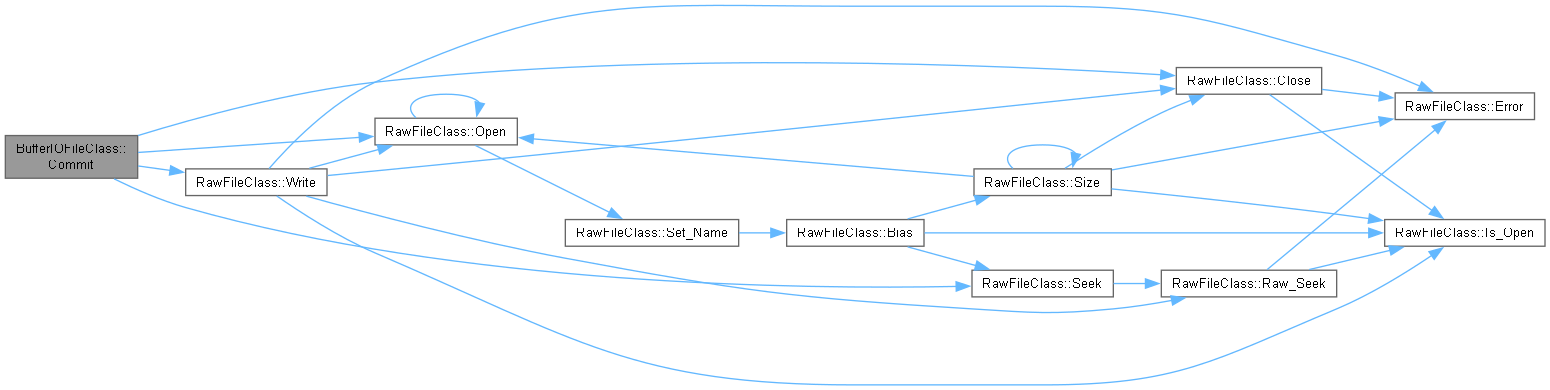 BufferIOFileClass::
Commit
RawFileClass::Write
RawFileClass::Open
RawFileClass::Set_Name
RawFileClass::Bias
RawFileClass::Size
RawFileClass::Seek
RawFileClass::Close
RawFileClass::Raw_Seek
RawFileClass::Error
RawFileClass::Is_Open